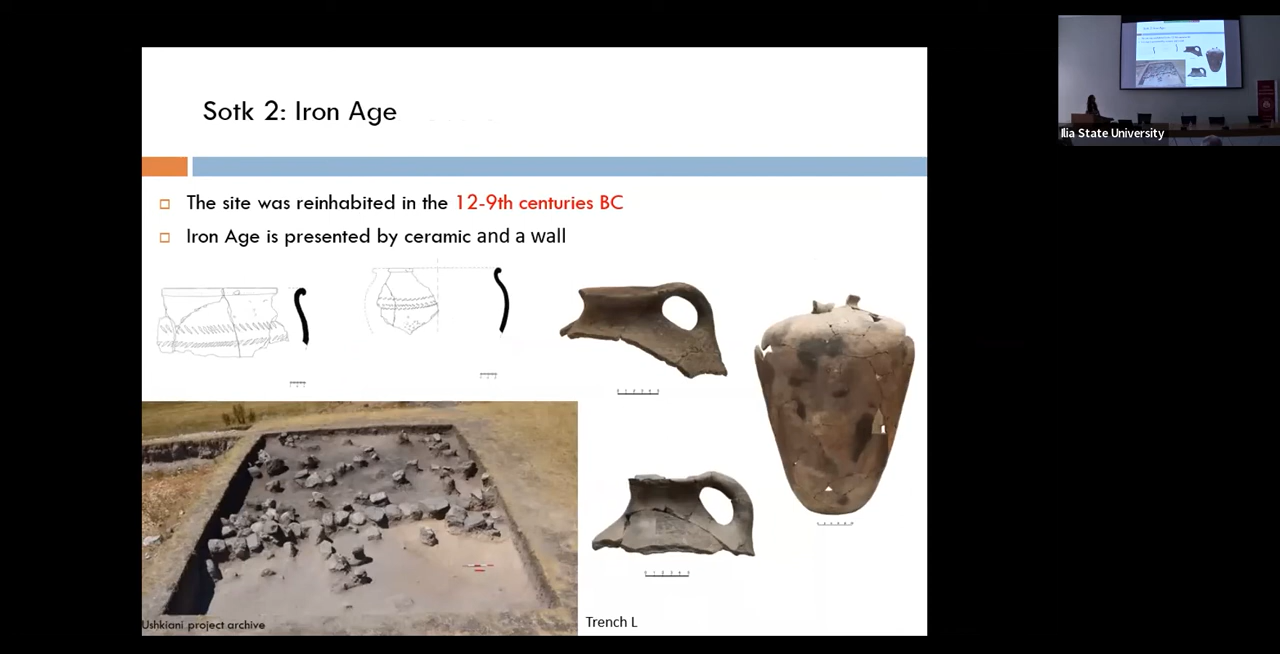 Sotk 2: Iron Age
The site was reinhabited in the 12-9th centuries BC
Iron Age is presented by ceramic and a wall
Ushkiani project archive
Trench L
Ilia State University